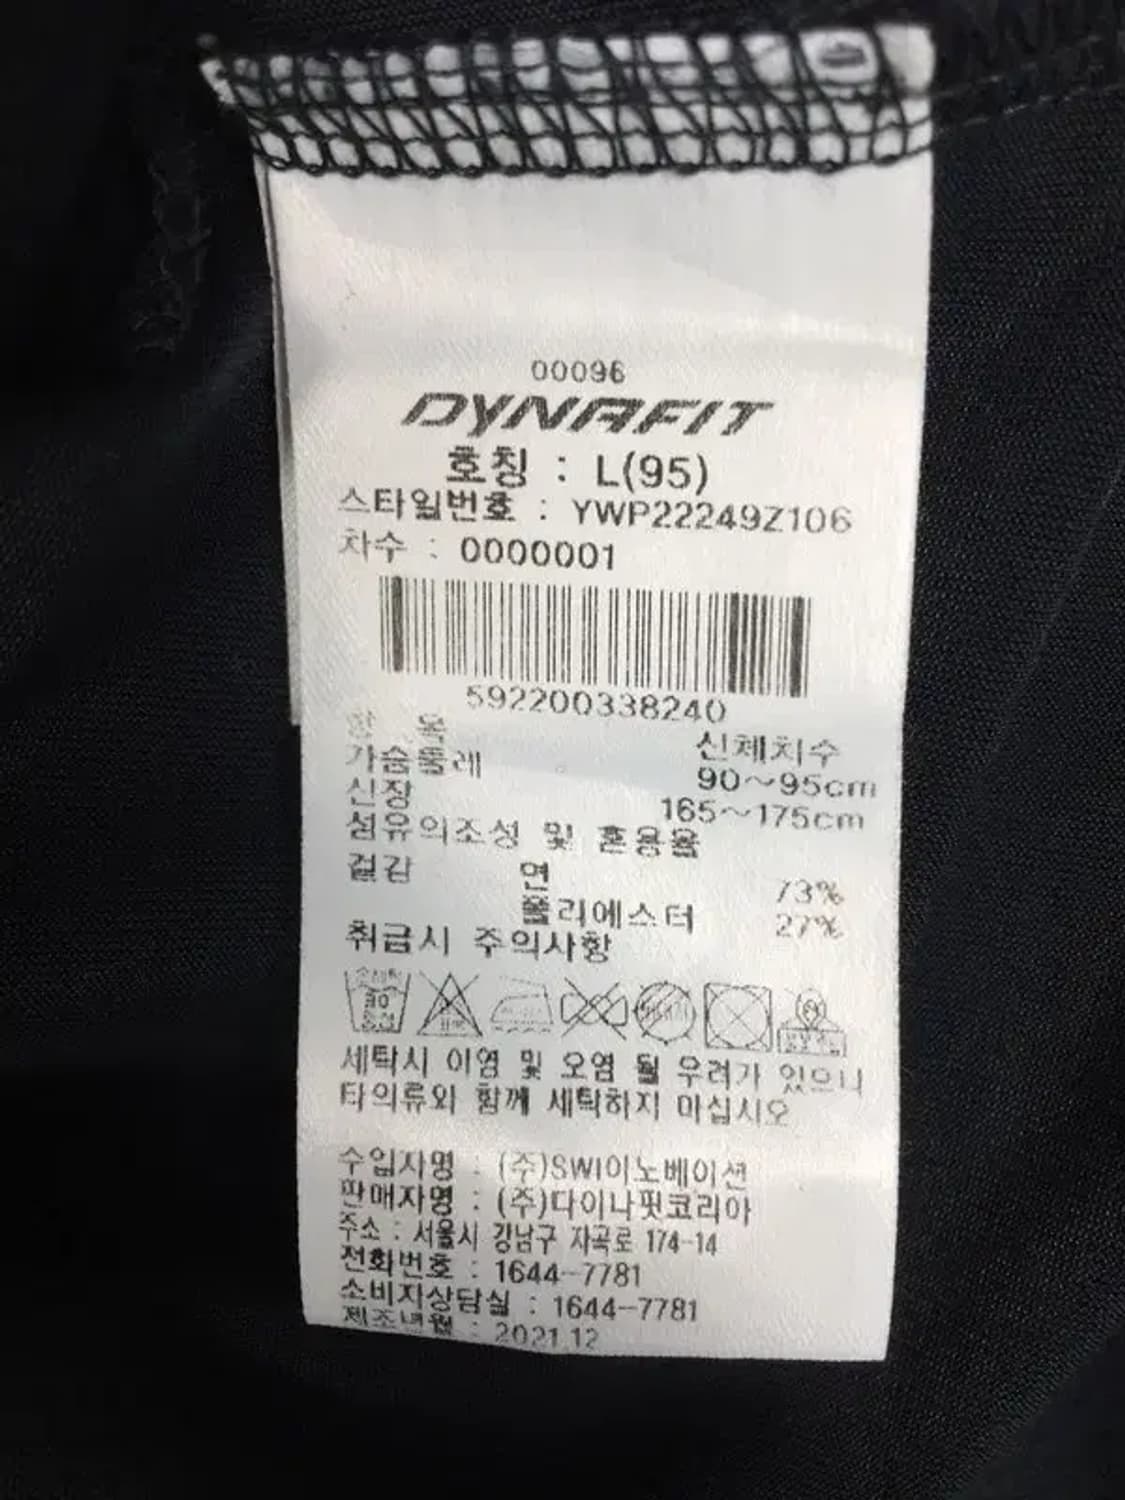 00096
DYNAFIT
호칭 : L(95)
스타일번호 : YWP22249Z106
차수 : 0000001
592200338240
항 목 신체치수
가슴둘레 90~95cm
신장 165~175cm
섬유의조성 및 혼용율
겉감 면 73%
폴리에스터 27%
취급시 주의사항
30
세탁시 이염 및 오염 될 우려가 있으니
타의류와 함께 세탁하지 마십시오
수입자명 : (주)SWI이노베이션
판매자명 : (주)다이나핏코리아
주소 : 서울시 강남구 자곡로 174-14
전화번호 : 1644-7781
소비자상담실 : 1644-7781
제조년월 : 2021.12